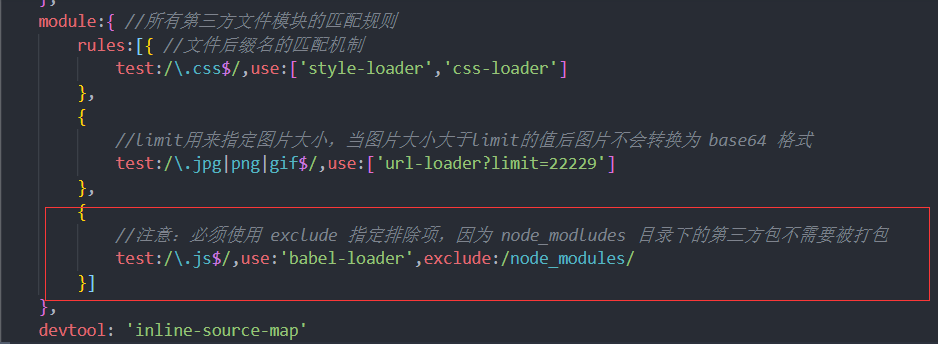 },
module:{ //所有第三方文件模块的匹配规则
rules:[{ //文件后缀名的匹配机制
test:/\.css$/,use:['style-loader','css-loader']
},
{
//limit用来指定图片大小，当图片大小大于limit的值后图片不会转换为 base64 格式
test:/\.jpg|png|gif$/,use:['url-loader?limit=22229']
},
{
//注意：必须使用 exclude 指定排除项，因为 node_modludes 目录下的第三方包不需要被打包
test:/\.js$/,use:'babel-loader',exclude:/node_modules/
}]
},
devtool: 'inline-source-map'